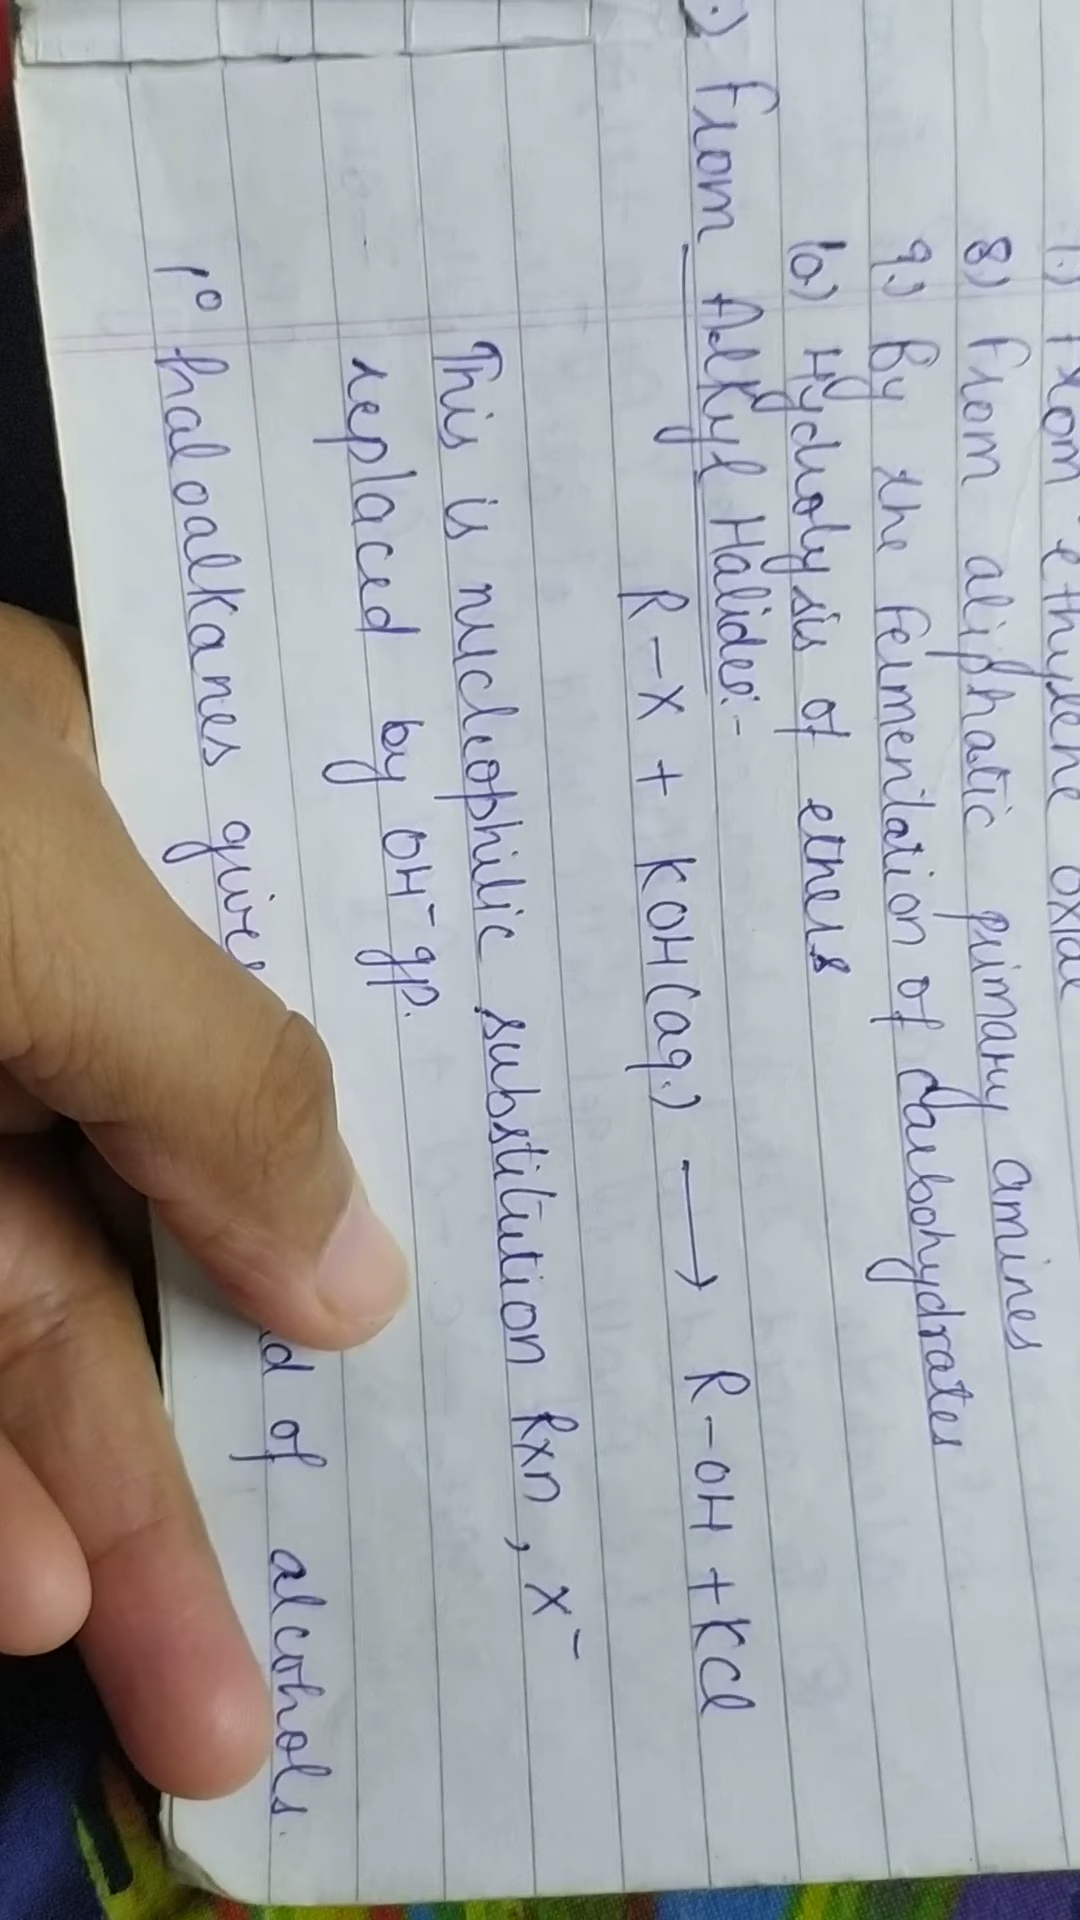 7.) From ethylene oxide
8.) From aliphatic primary amines
9.) By the fermentation of Carbohydrates
10.) Hydrolysis of ethers
.) From Alkyl Halides:-
R-X + KOH(aq.) ⟶ R-OH + KCl
This is nucleophilic substitution Rxn, X⁻
replaced by OH⁻ gp.
1° haloalkanes give of alcohols.